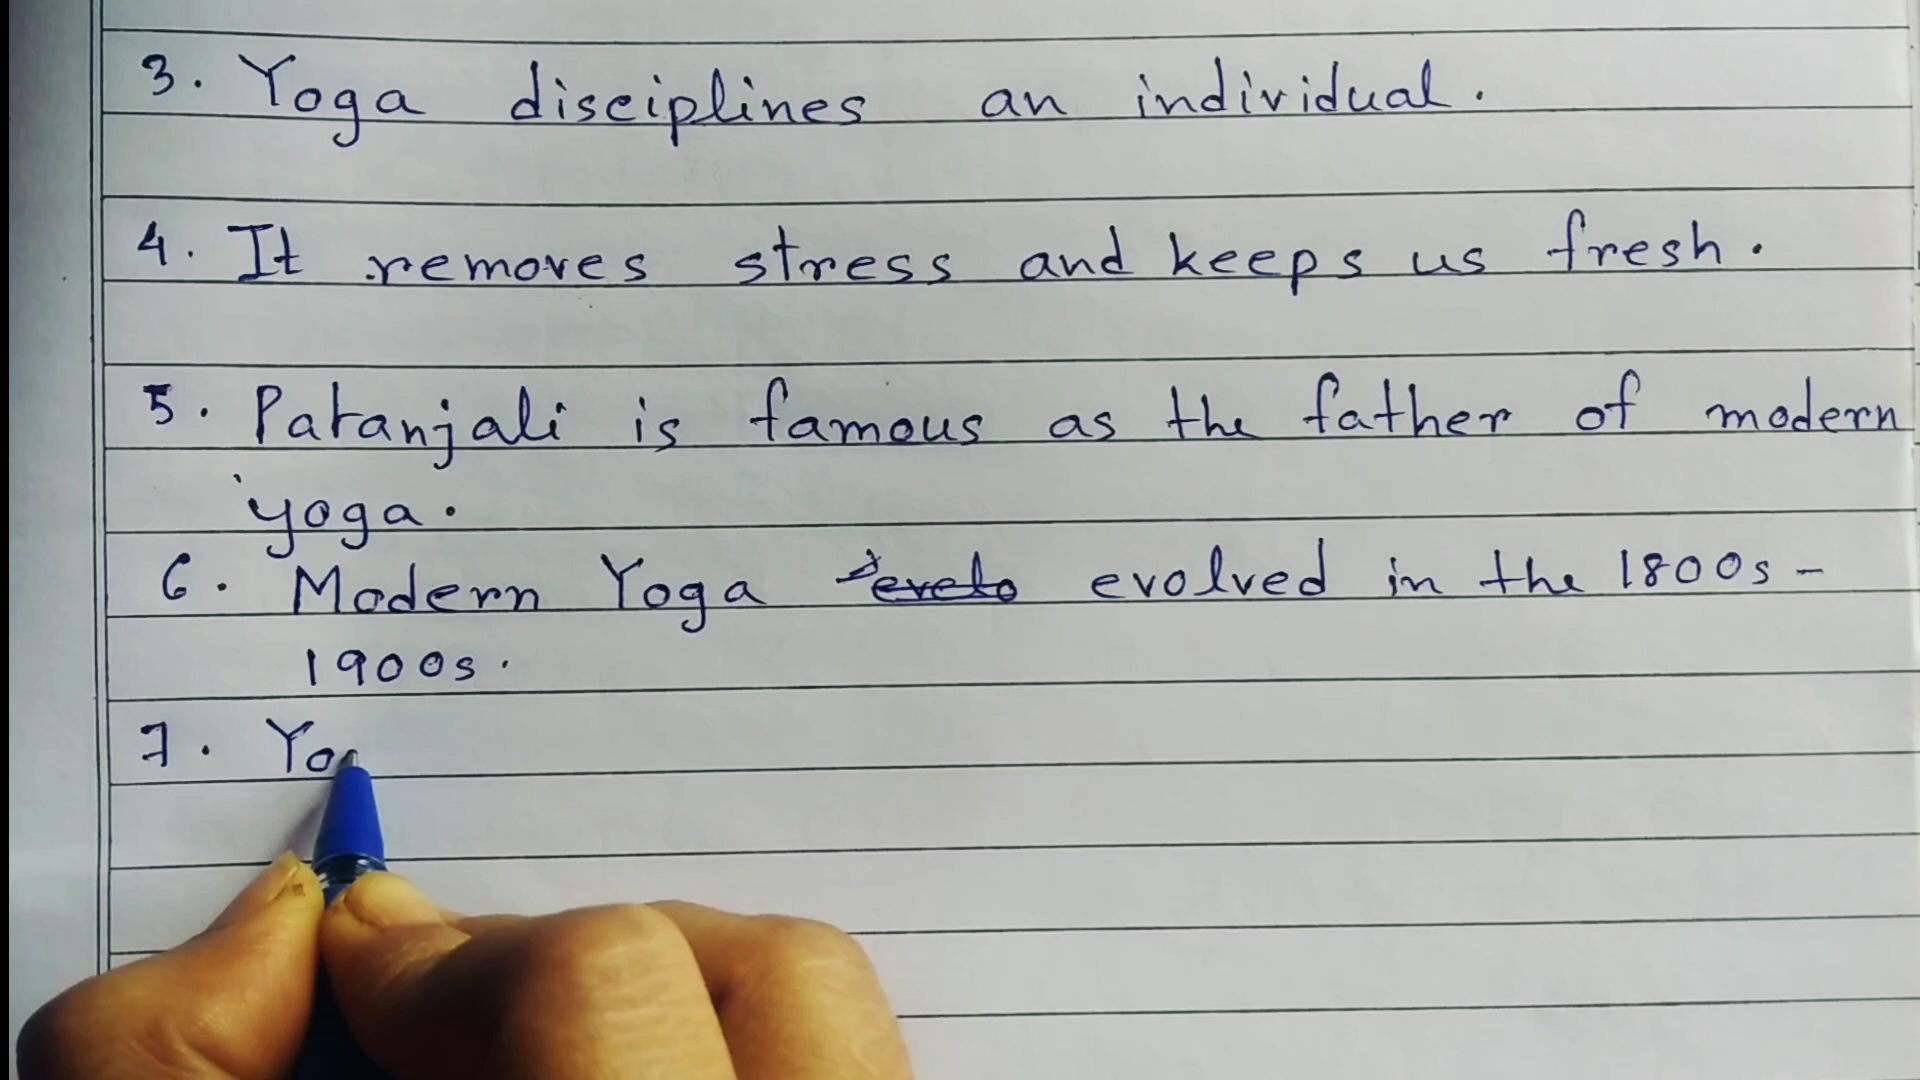 3. Yoga disciplines an individual.
4. It removes stress and keeps us fresh.
5. Patanjali is famous as the father of modern
yoga.
6. Modern Yoga evolved in the 1800s -
1900s.
7. Yo